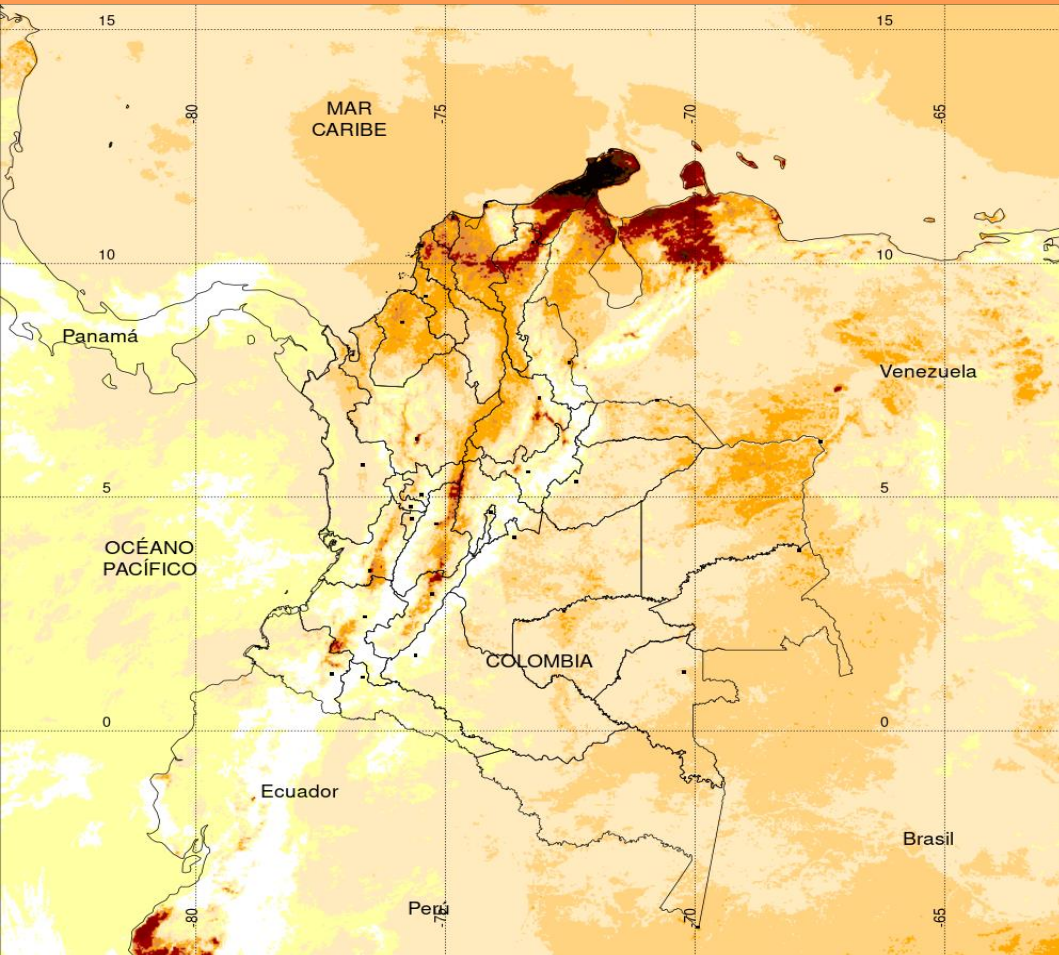 15
15
-80
-75
-70
-65
MAR
CARIBE
10
10
Panamá
Venezuela
5
5
OCÉANO
PACÍFICO
COLOMBIA
0
0
Ecuador
Brasil
Perú
-80
-70
-65